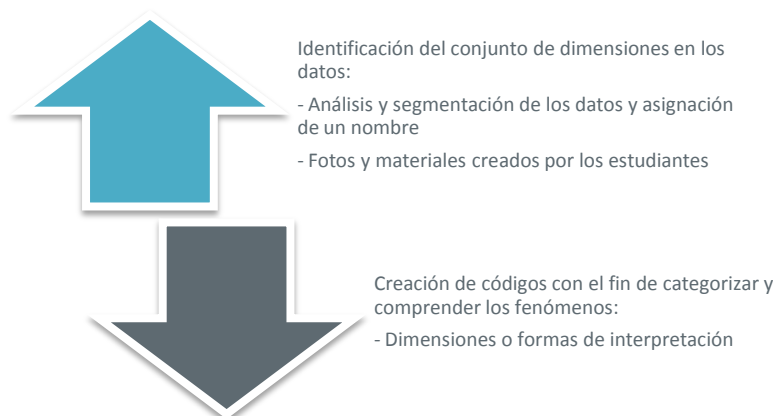 Identificación del conjunto de dimensiones en los
datos:
- Análisis y segmentación de los datos y asignación
de un nombre
- Fotos y materiales creados por los estudiantes
Creación de códigos con el fin de categorizar y
comprender los fenómenos:
- Dimensiones o formas de interpretación